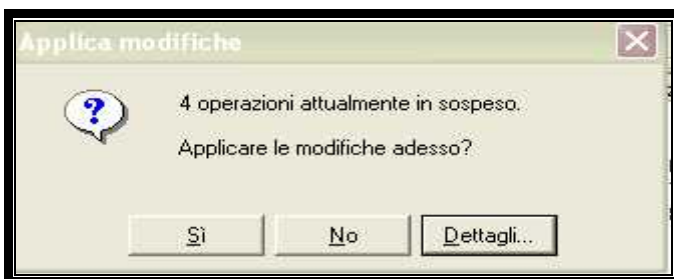 Applica modifiche
4 operazioni attualmente in sospeso.
Applicare le modifiche adesso?
Sì
No
Dettagli...